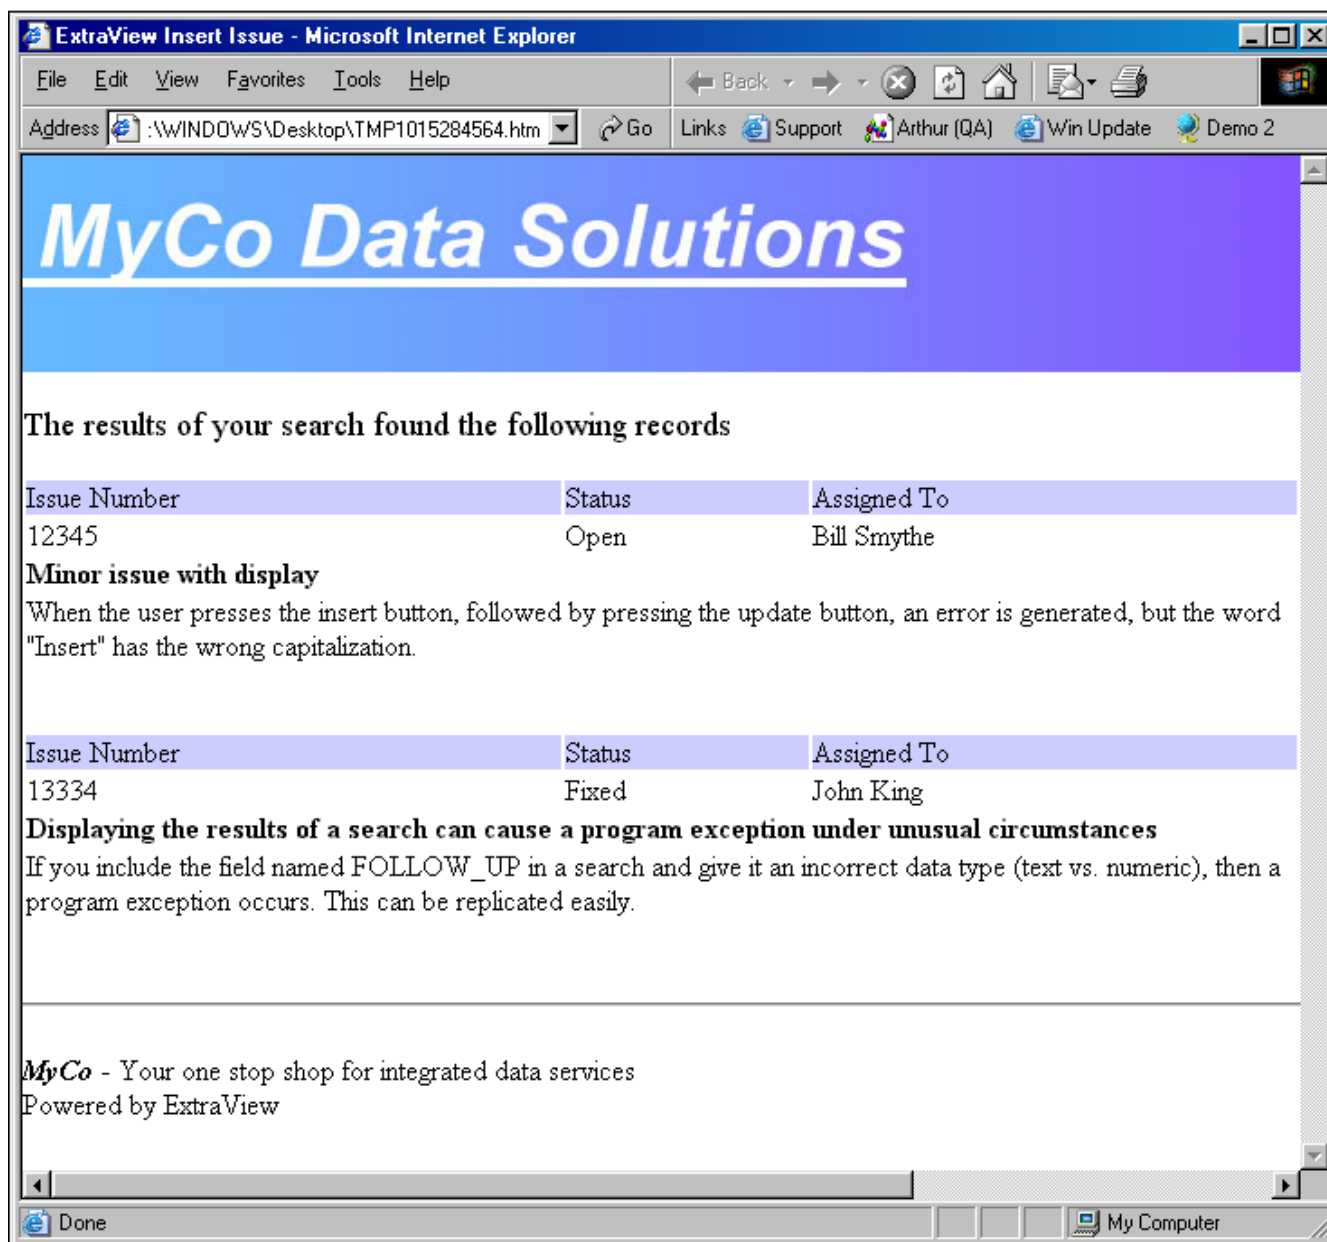 ExtraView Insert Issue - Microsoft Internet Explorer
File Edit View Favorites Tools Help Back
Address :\WINDOWS\Desktop\TMP1015284564.htm Go Links Support Arthur (QA) Win Update Demo 2
MyCo Data Solutions
The results of your search found the following records
Issue Number Status Assigned To
12345 Open Bill Smythe
Minor issue with display
When the user presses the insert button, followed by pressing the update button, an error is generated, but the word
"Insert" has the wrong capitalization.
Issue Number Status Assigned To
13334 Fixed John King
Displaying the results of a search can cause a program exception under unusual circumstances
If you include the field named FOLLOW_UP in a search and give it an incorrect data type (text vs. numeric), then a
program exception occurs. This can be replicated easily.
MyCo - Your one stop shop for integrated data services
Powered by ExtraView
Done My Computer